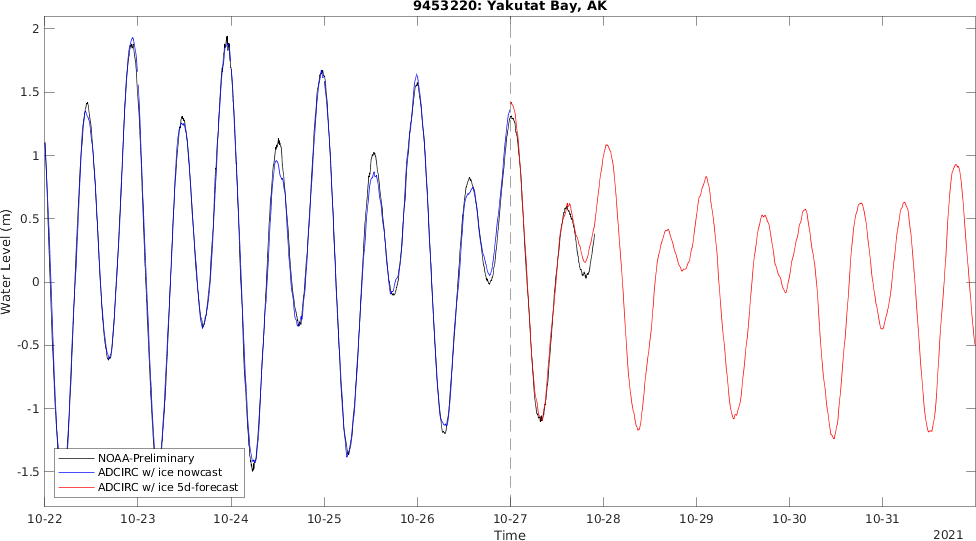 9453220: Yakutat Bay, AK
Water Level (m)
2
1.5
1
0.5
0
-0.5
-1
-1.5
NOAA-Preliminary
ADCIRC w/ ice nowcast
ADCIRC w/ ice 5d-forecast
10-22 10-23 10-24 10-25 10-26 10-27 10-28 10-29 10-30 10-31
Time
2021